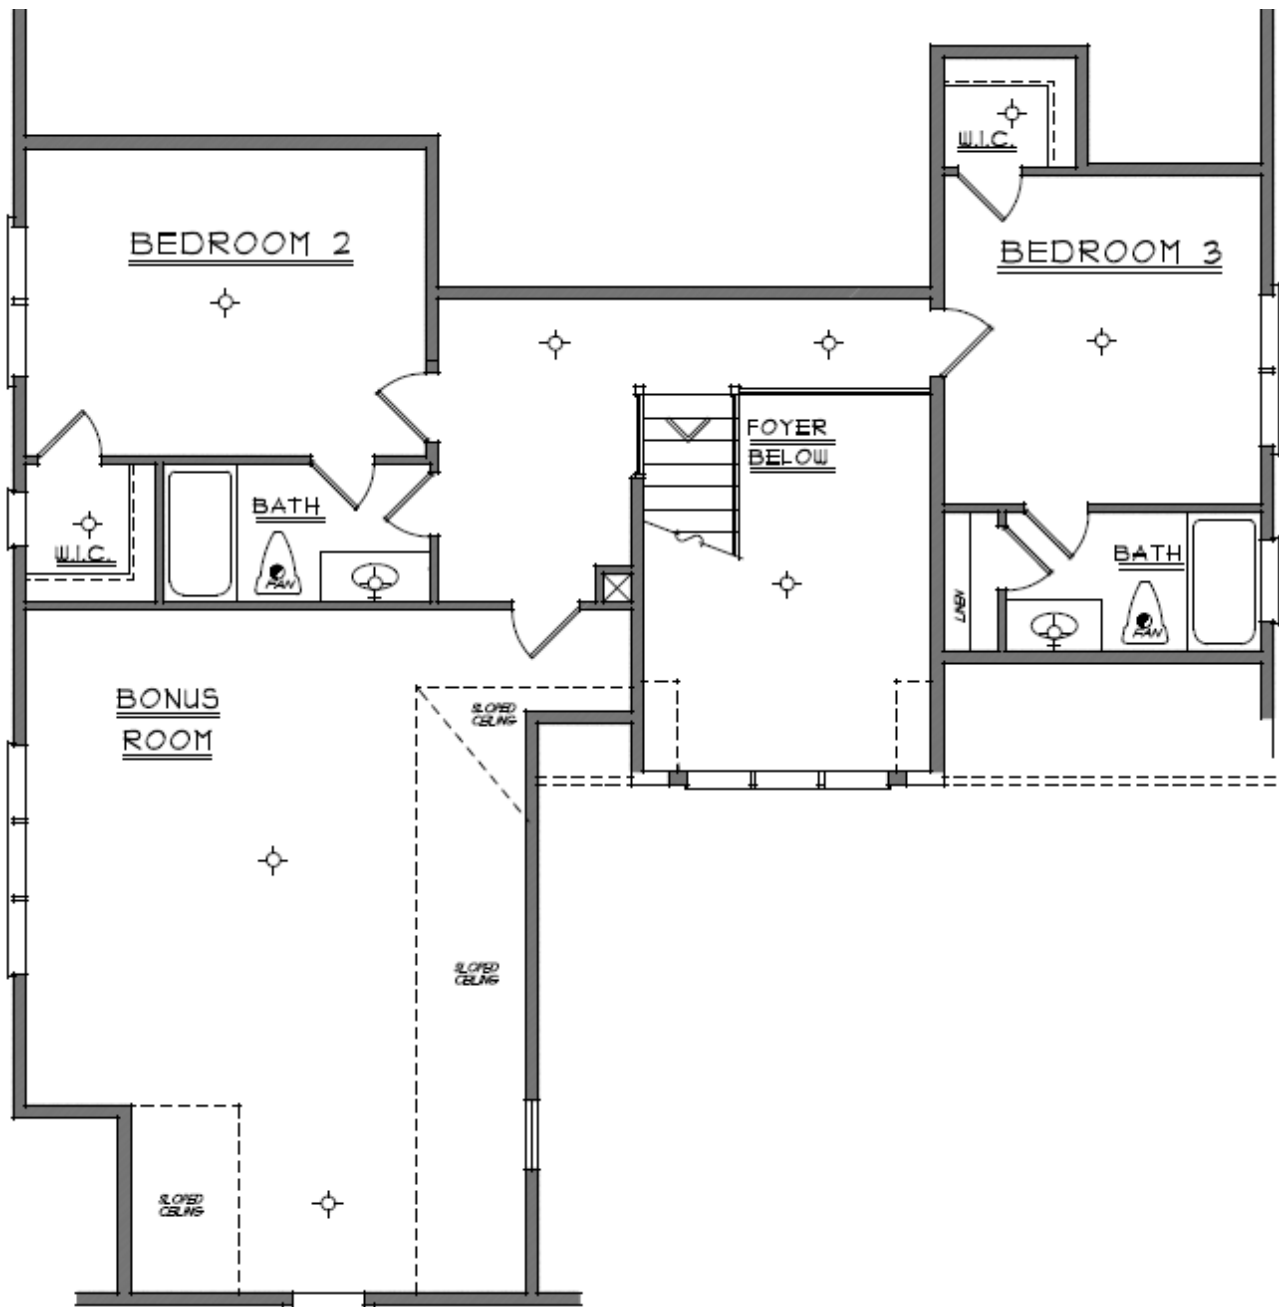 W.I.C.
BEDROOM 2
BEDROOM 3
FOYER
BELOW
BATH
W.I.C.
FAN
BATH
LINEN
FAN
BONUS
ROOM
SLOPED
CEILING
SLOPED
CEILING
SLOPED
CEILING